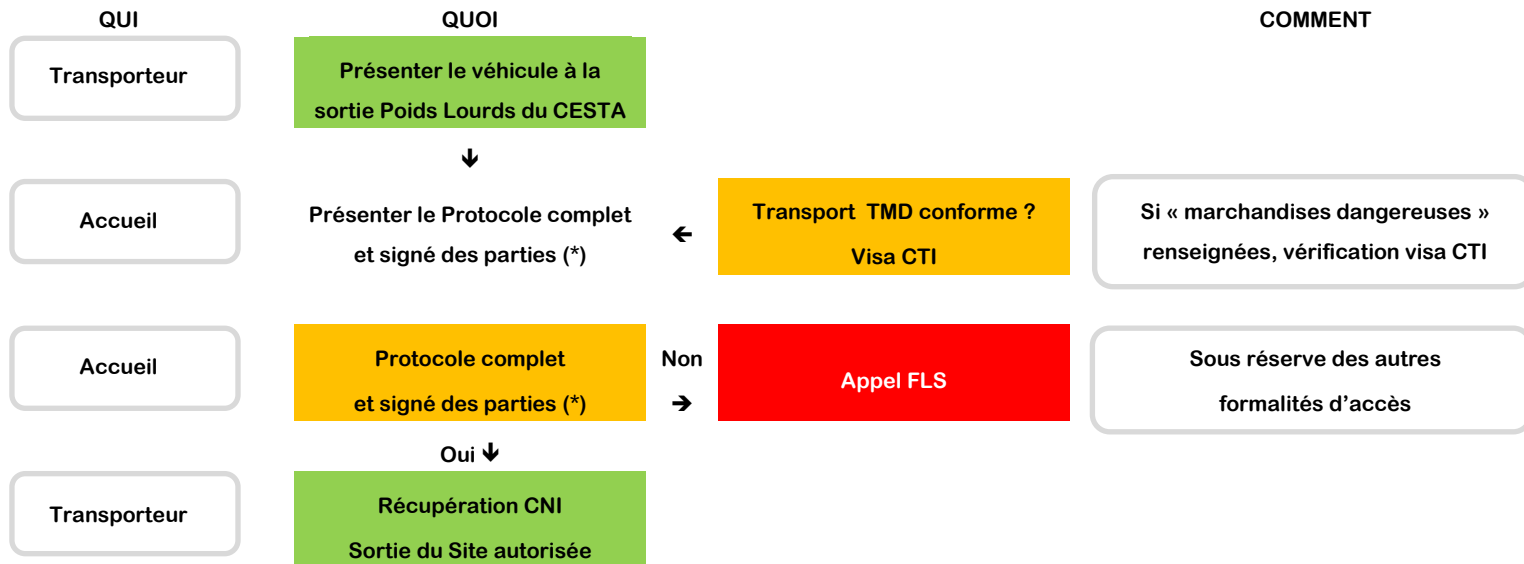 QUI QUOI COMMENT
Transporteur
Présenter le véhicule à la
sortie Poids Lourds du CESTA
Accueil
Présenter le Protocole complet
et signé des parties (*)
Transport TMD conforme ?
Visa CTI
Si « marchandises dangereuses »
renseignées, vérification visa CTI
Accueil
Protocole complet
et signé des parties (*)
Non
Appel FLS
Sous réserve des autres
formalités d’accès
Oui
Transporteur
Récupération CNI
Sortie du Site autorisée